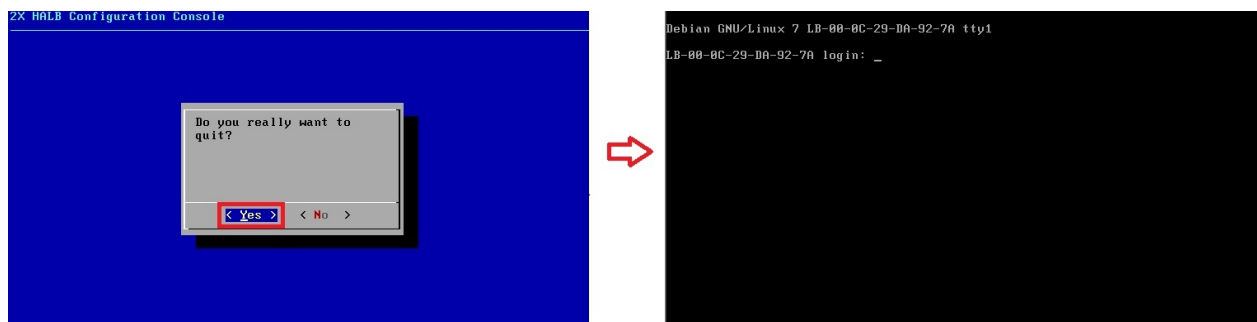 2X HALB Configuration Console
Do you really want to
quit?
< Yes > < No >
Debian GNU/Linux 7 LB-00-0C-29-DA-92-7A tty1
LB-00-0C-29-DA-92-7A login: _